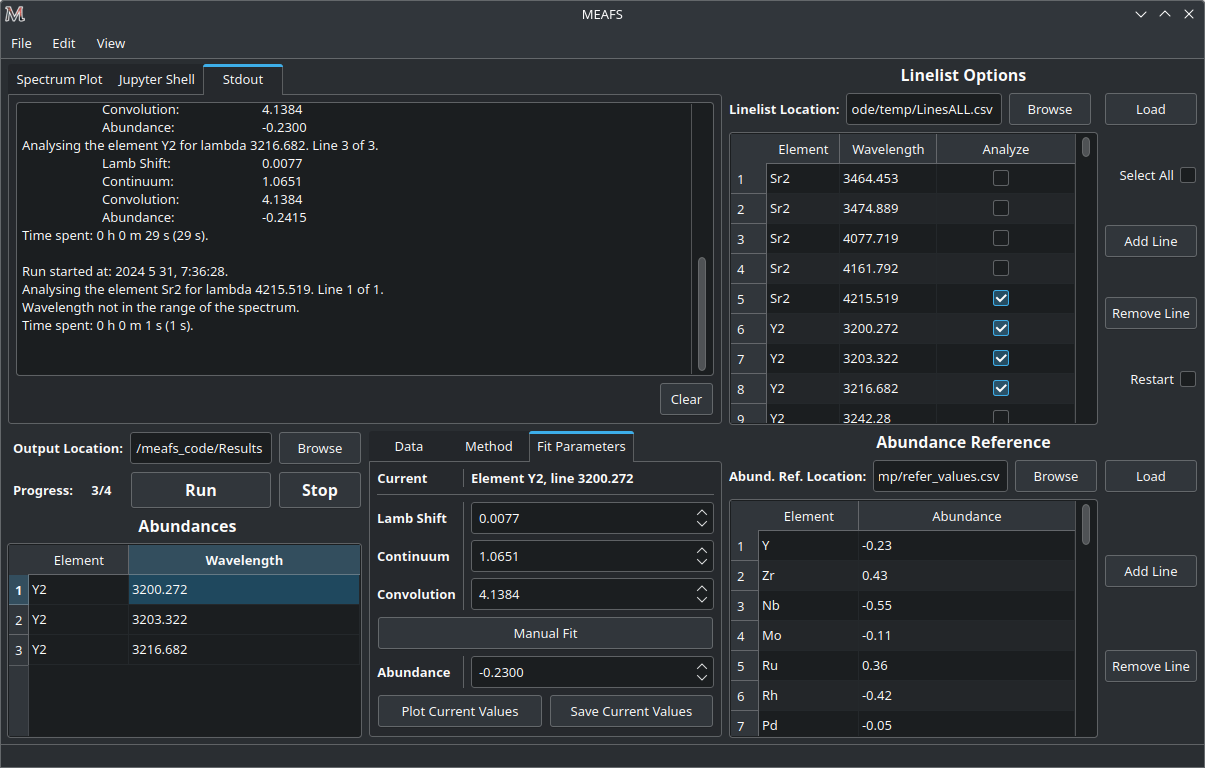 MEAFS
File Edit View
Spectrum Plot Jupyter Shell Stdout
Convolution: 4.1384
Abundance: -0.2300
Analysing the element Y2 for lambda 3216.682. Line 3 of 3.
Lamb Shift: 0.0077
Continuum: 1.0651
Convolution: 4.1384
Abundance: -0.2415
Time spent: 0 h 0 m 29 s (29 s).
Run started at: 2024 5 31, 7:36:28.
Analysing the element Sr2 for lambda 4215.519. Line 1 of 1.
Wavelength not in the range of the spectrum.
Time spent: 0 h 0 m 1 s (1 s).
Clear
Linelist Options
Linelist Location: ode/temp/LinesALL.csv Browse Load
Element Wavelength Analyze
1 Sr2 3464.453
2 Sr2 3474.889
3 Sr2 4077.719
4 Sr2 4161.792
5 Sr2 4215.519
6 Y2 3200.272
7 Y2 3203.322
8 Y2 3216.682
9 Y2 3242.28
Select All
Add Line
Remove Line
Restart
Output Location: /meafs_code/Results Browse
Progress: 3/4 Run Stop
Abundances
Element Wavelength
1 Y2 3200.272
2 Y2 3203.322
3 Y2 3216.682
Data Method Fit Parameters
Current Element Y2, line 3200.272
Lamb Shift 0.0077
Continuum 1.0651
Convolution 4.1384
Manual Fit
Abundance -0.2300
Plot Current Values Save Current Values
Abundance Reference
Abund. Ref. Location: mp/refer_values.csv Browse Load
Element Abundance
1 Y -0.23
2 Zr 0.43
3 Nb -0.55
4 Mo -0.11
5 Ru 0.36
6 Rh -0.42
7 Pd -0.05
Add Line
Remove Line